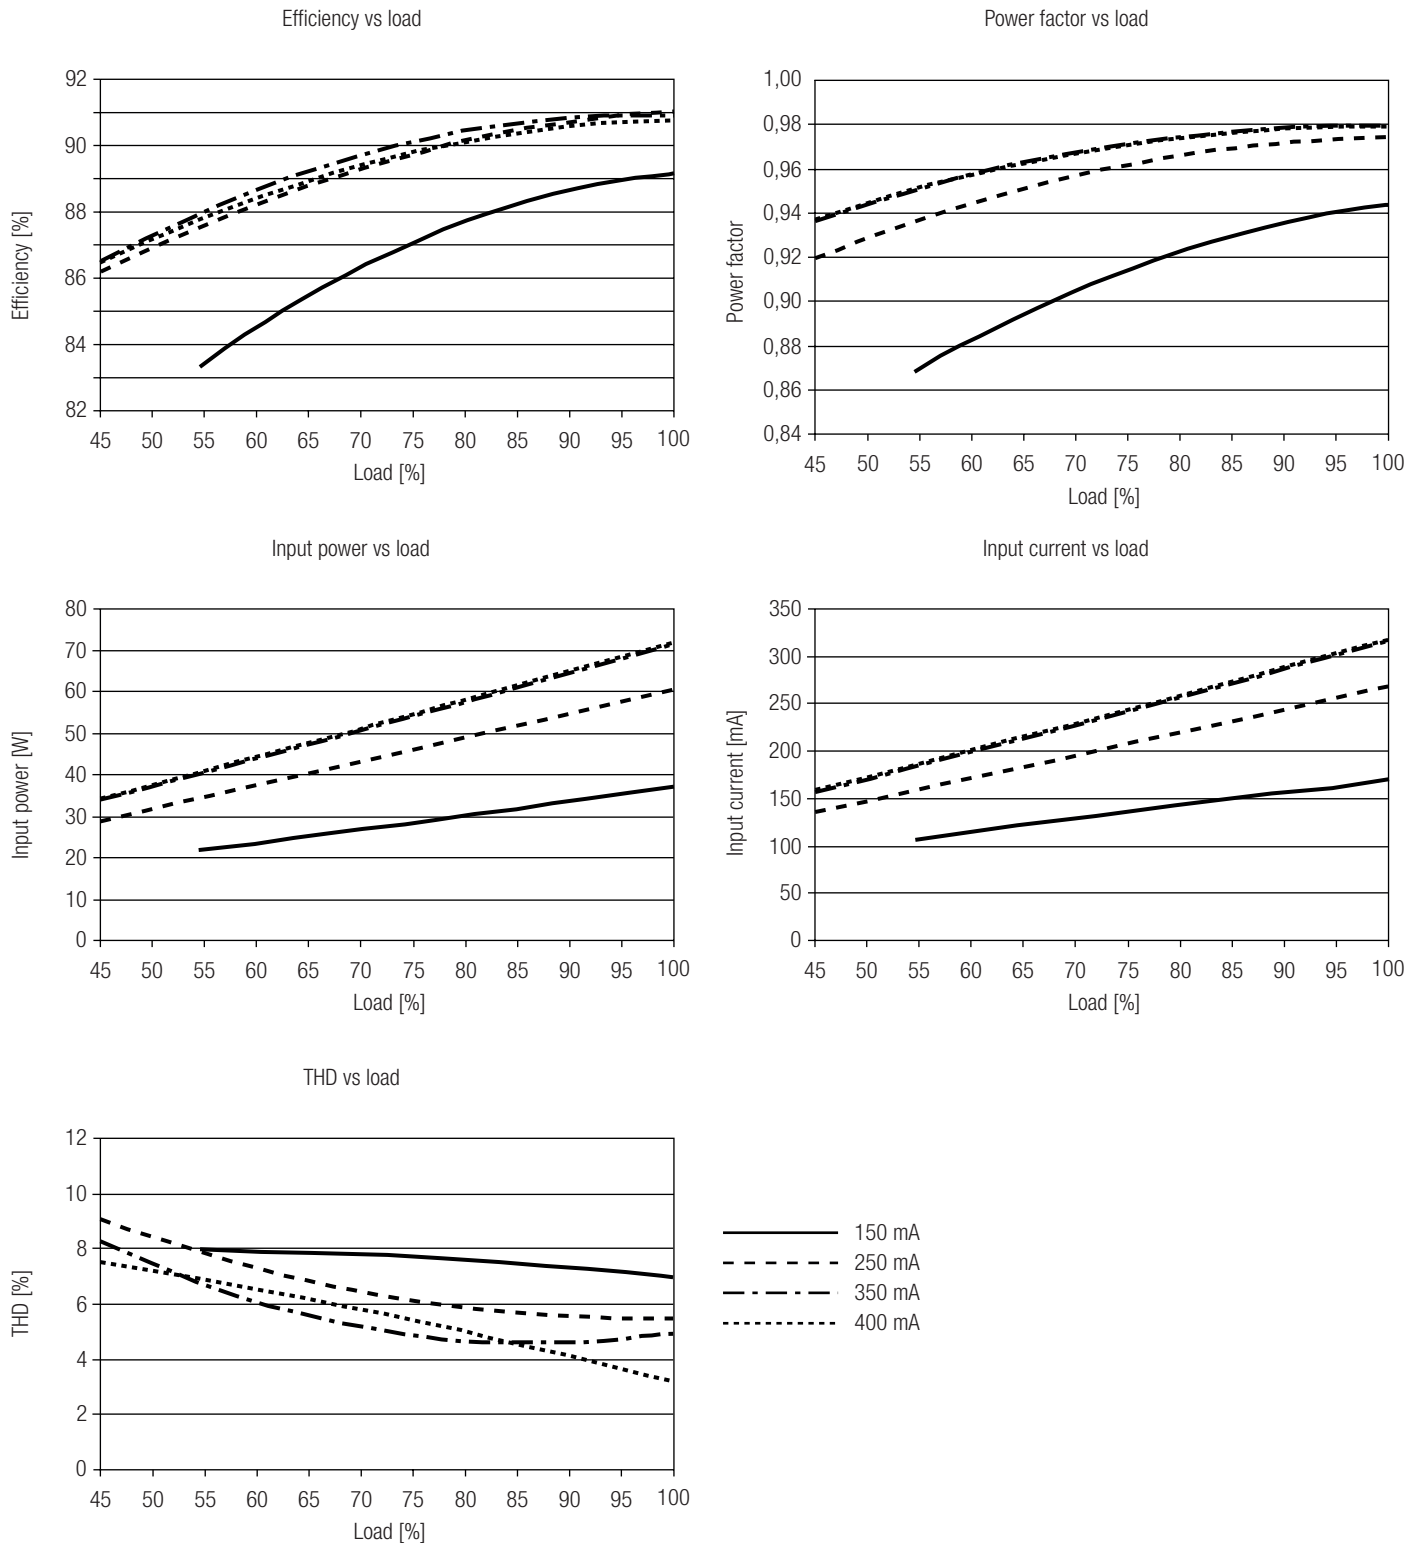 Efficiency vs load
92
90
88
86
84
82
Efficiency [%]
45 50 55 60 65 70 75 80 85 90 95 100
Load [%]
Power factor vs load
1,00
0,98
0,96
0,94
0,92
0,90
0,88
0,86
0,84
Power factor
45 50 55 60 65 70 75 80 85 90 95 100
Load [%]
Input power vs load
80
70
60
50
40
30
20
10
0
Input power [W]
45 50 55 60 65 70 75 80 85 90 95 100
Load [%]
Input current vs load
350
300
250
200
150
100
50
0
Input current [mA]
45 50 55 60 65 70 75 80 85 90 95 100
Load [%]
THD vs load
12
10
8
6
4
2
0
THD [%]
45 50 55 60 65 70 75 80 85 90 95 100
Load [%]
150 mA
250 mA
350 mA
400 mA